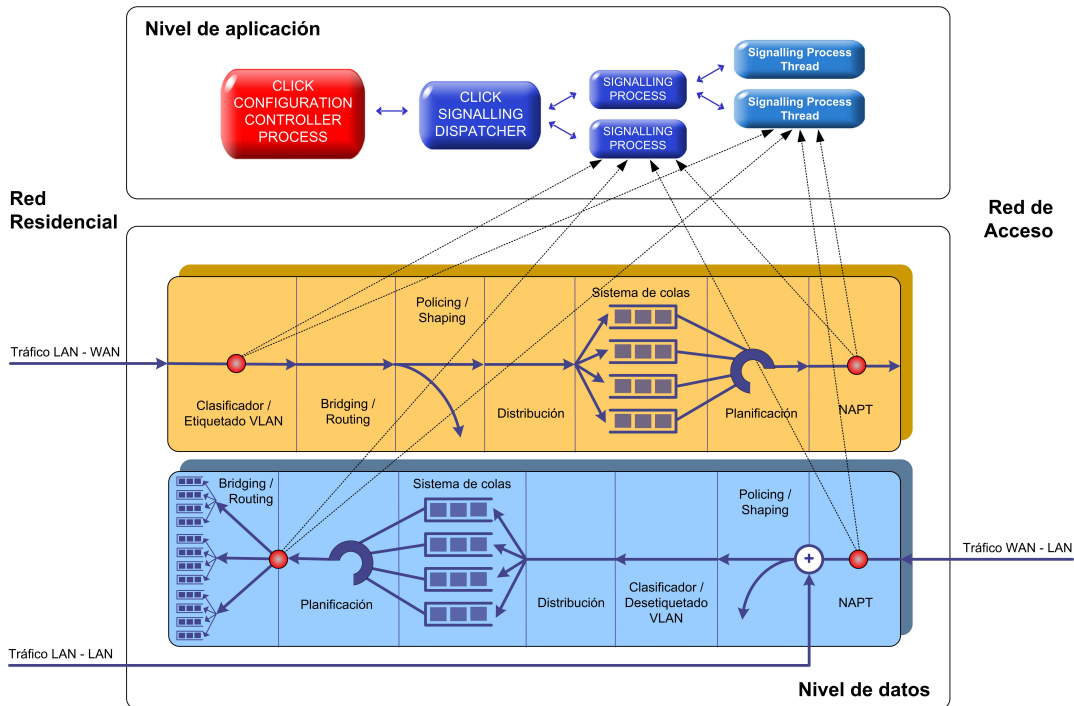 Nivel de aplicación
CLICK
CONFIGURATION
CONTROLLER
PROCESS
CLICK
SIGNALLING
DISPATCHER
SIGNALLING
PROCESS
SIGNALLING
PROCESS
Signalling Process
Thread
Signalling Process
Thread
Red
Residencial
Red de
Acceso
Tráfico LAN - WAN
Clasificador /
Etiquetado VLAN
Bridging /
Routing
Policing /
Shaping
Distribución
Sistema de colas
Planificación
NAPT
Bridging /
Routing
Planificación
Sistema de colas
Distribución
Clasificador /
Desetiquetado
VLAN
Policing /
Shaping
+
NAPT
Tráfico WAN - LAN
Tráfico LAN - LAN
Nivel de datos